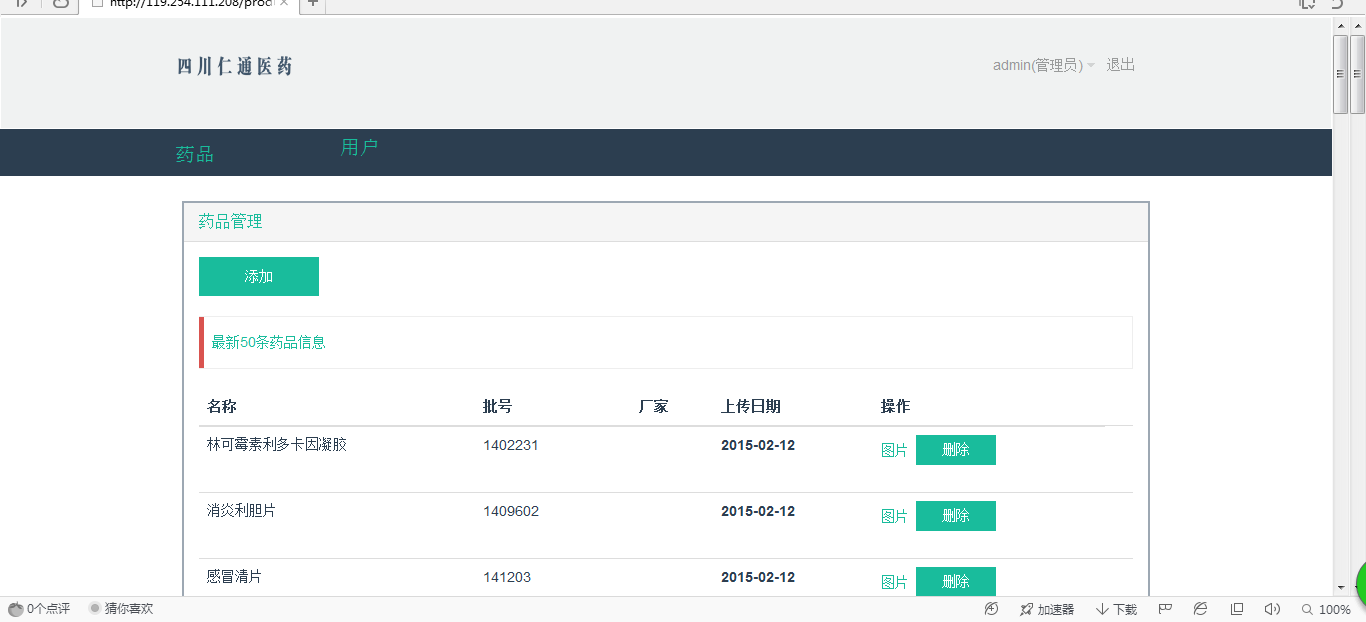 http://119.254.111.208/prod
四川仁通医药
admin(管理员) 退出
药品 用户
药品管理
添加
最新50条药品信息
名称 批号 厂家 上传日期 操作
林可霉素利多卡因凝胶 1402231 2015-02-12 图片 删除
消炎利胆片 1409602 2015-02-12 图片 删除
感冒清片 141203 2015-02-12 图片 删除
0个点评 猜你喜欢 加速器 下载 100%